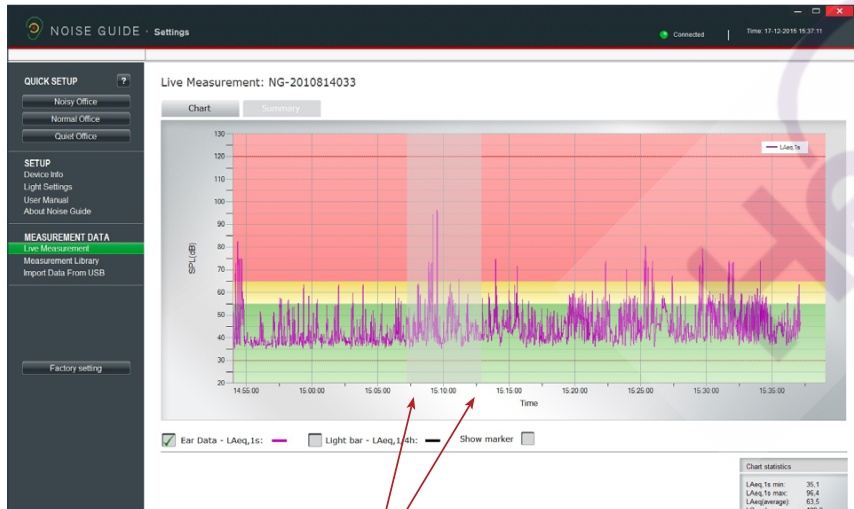 NOISE GUIDE · Settings
Connected
Time: 17-12-2015 15:37:11
QUICK SETUP
?
Noisy Office
Normal Office
Quiet Office
SETUP
Device Info
Light Settings
User Manual
About Noise Guide
MEASUREMENT DATA
Live Measurement
Measurement Library
Import Data From USB
Factory setting
Live Measurement: NG-2010814033
Chart
Summary
LAeq,1s
SPL(dB)
130
120
110
100
90
80
70
60
50
40
30
20
14:55:00 15:00:00 15:05:00 15:10:00 15:15:00 15:20:00 15:25:00 15:30:00 15:35:00
Time
Ear Data - LAeq,1s:
Light bar - LAeq,1/4h:
Show marker
Chart statistics
LAeq,1s min: 35,1
LAeq,1s max: 96,4
LAeq(average): 63,5